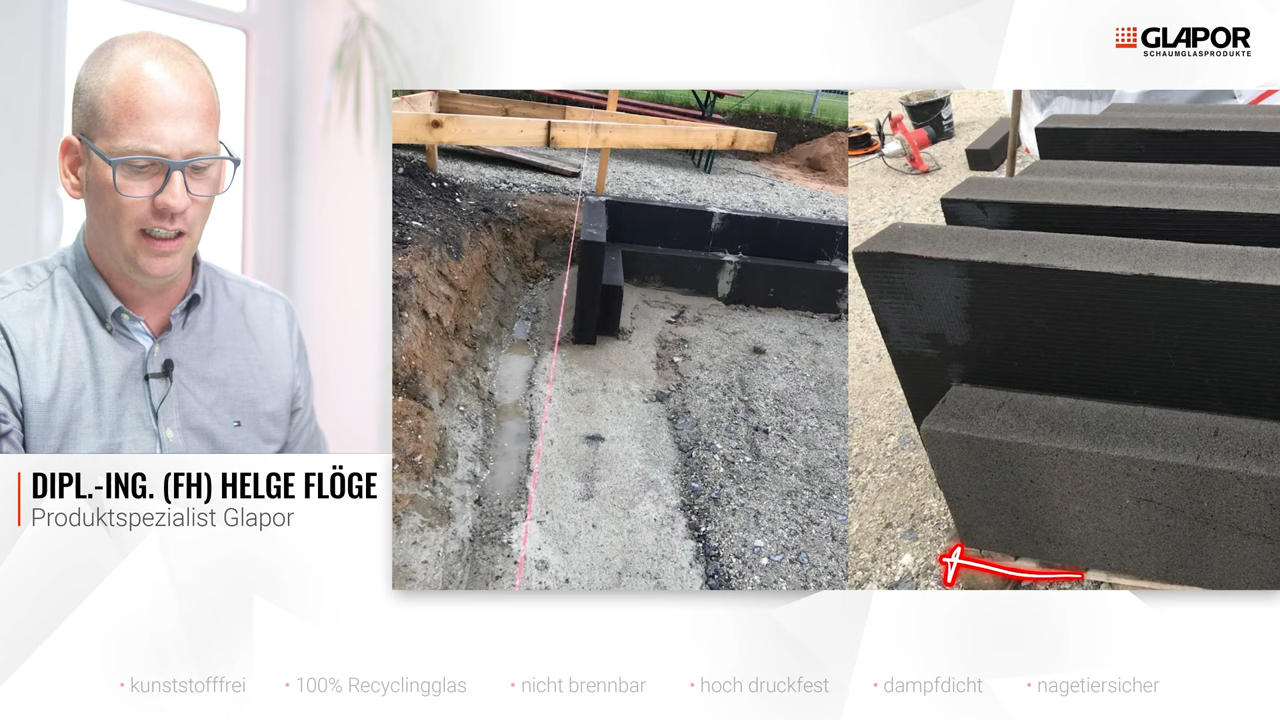 GLAPOR
SCHAUMGLASPRODUKTE
DIPL.-ING. (FH) HELGE FLÖGE
Produktspezialist Glapor
• kunststofffrei • 100% Recyclingglas • nicht brennbar • hoch druckfest • dampfdicht • nagetiersicher